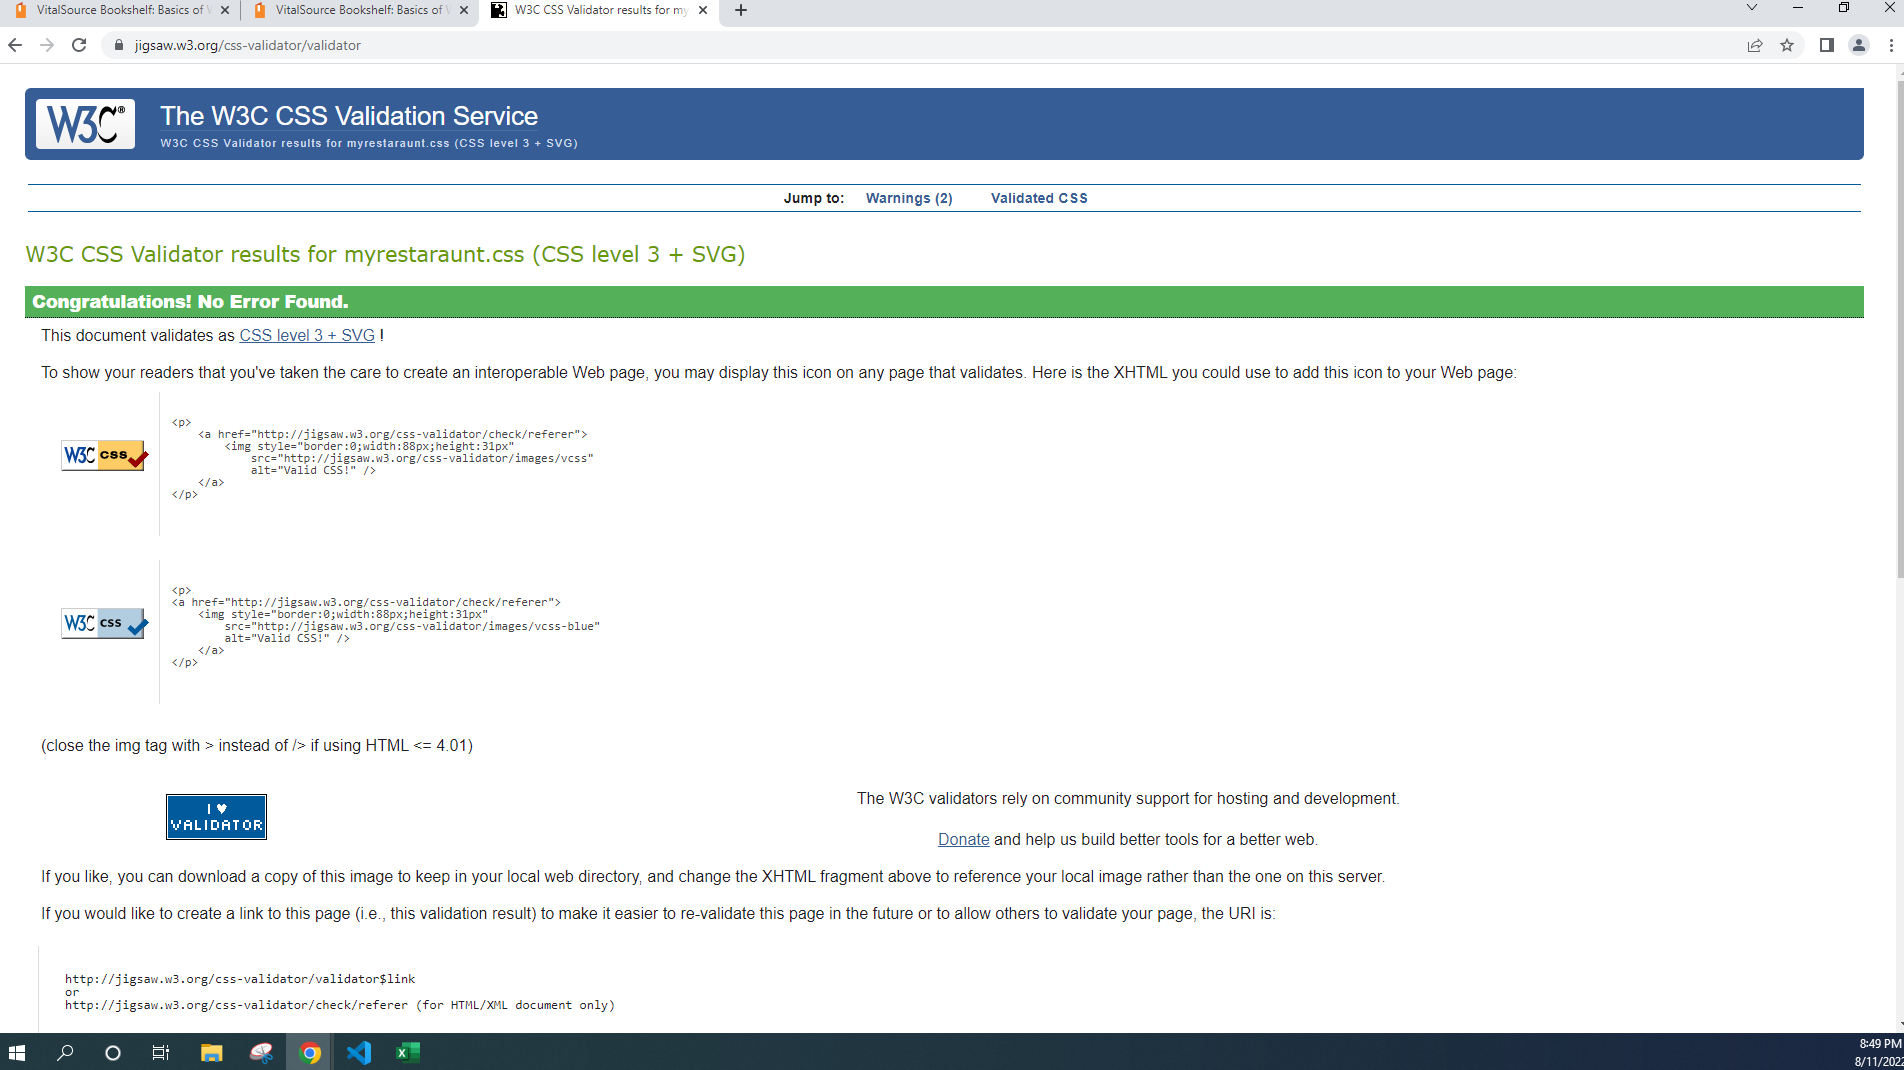 VitalSource Bookshelf: Basics of
VitalSource Bookshelf: Basics of
W3C CSS Validator results for my
jigsaw.w3.org/css-validator/validator
W3C®
The W3C CSS Validation Service
W3C CSS Validator results for myrestaraunt.css (CSS level 3 + SVG)
Jump to: Warnings (2) Validated CSS
W3C CSS Validator results for myrestaraunt.css (CSS level 3 + SVG)
Congratulations! No Error Found.
This document validates as CSS level 3 + SVG !
To show your readers that you've taken the care to create an interoperable Web page, you may display this icon on any page that validates. Here is the XHTML you could use to add this icon to your Web page:
W3C css
<p>
<a href="http://jigsaw.w3.org/css-validator/check/referer">
<img style="border:0;width:88px;height:31px"
src="http://jigsaw.w3.org/css-validator/images/vcss"
alt="Valid CSS!" />
</a>
</p>
W3C css
<p>
<a href="http://jigsaw.w3.org/css-validator/check/referer">
<img style="border:0;width:88px;height:31px"
src="http://jigsaw.w3.org/css-validator/images/vcss-blue"
alt="Valid CSS!" />
</a>
</p>
(close the img tag with > instead of /> if using HTML <= 4.01)
I ♥
VALIDATOR
The W3C validators rely on community support for hosting and development.
Donate and help us build better tools for a better web.
If you like, you can download a copy of this image to keep in your local web directory, and change the XHTML fragment above to reference your local image rather than the one on this server.
If you would like to create a link to this page (i.e., this validation result) to make it easier to re-validate this page in the future or to allow others to validate your page, the URI is:
http://jigsaw.w3.org/css-validator/validator$link
or
http://jigsaw.w3.org/css-validator/check/referer (for HTML/XML document only)
8:49 PM
8/11/202